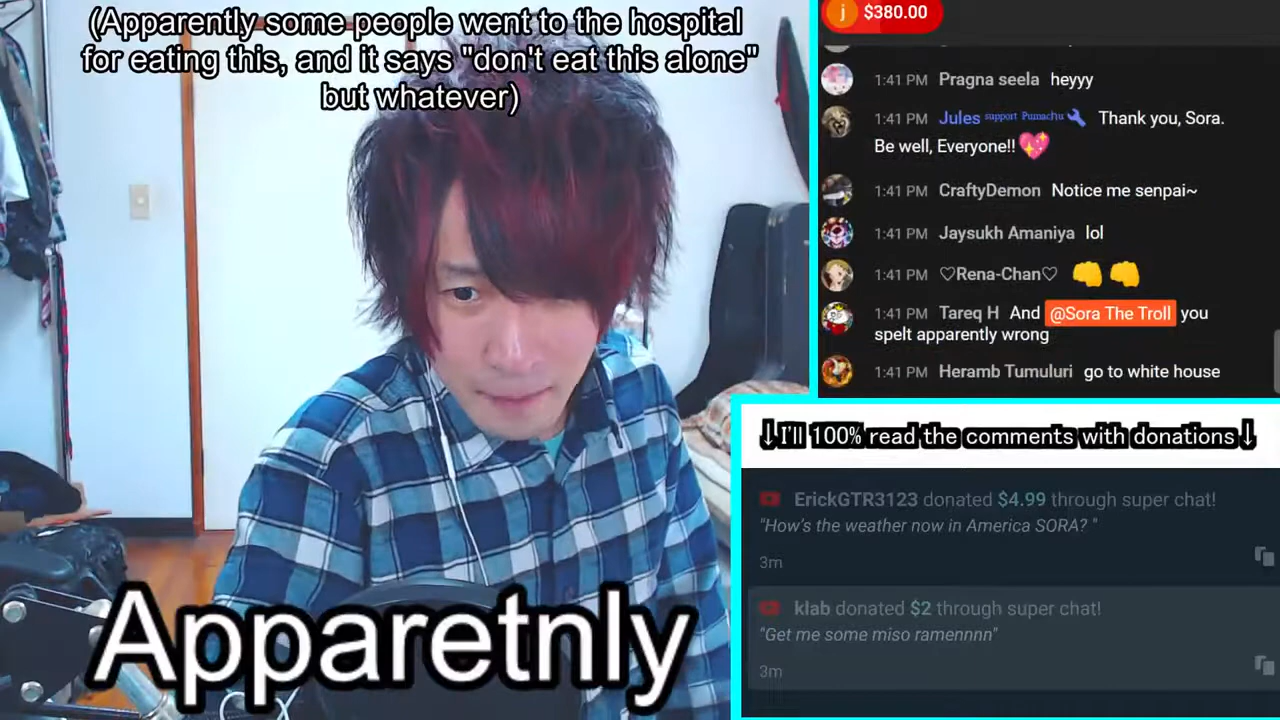 (Apparently some people went to the hospital
for eating this, and it says "don't eat this alone"
but whatever)
Apparetnly
j $380.00
1:41 PM Pragna seela heyyy
1:41 PM Jules support Pumachu Thank you, Sora.
Be well, Everyone!!
1:41 PM CraftyDemon Notice me senpai~
1:41 PM Jaysukh Amaniya lol
1:41 PM ♡Rena-Chan♡
1:41 PM Tareq H And @Sora The Troll you
spelt apparently wrong
1:41 PM Heramb Tumuluri go to white house
↓I'll 100% read the comments with donations↓
ErickGTR3123 donated $4.99 through super chat!
"How's the weather now in America SORA? "
3m
klab donated $2 through super chat!
"Get me some miso ramennnn"
3m